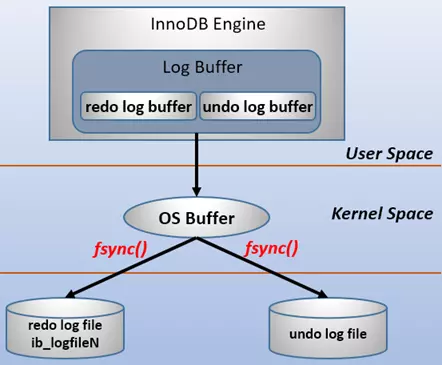 InnoDB Engine
Log Buffer
redo log buffer
undo log buffer
User Space
OS Buffer
Kernel Space
fsync()
fsync()
redo log file
ib_logfileN
undo log file